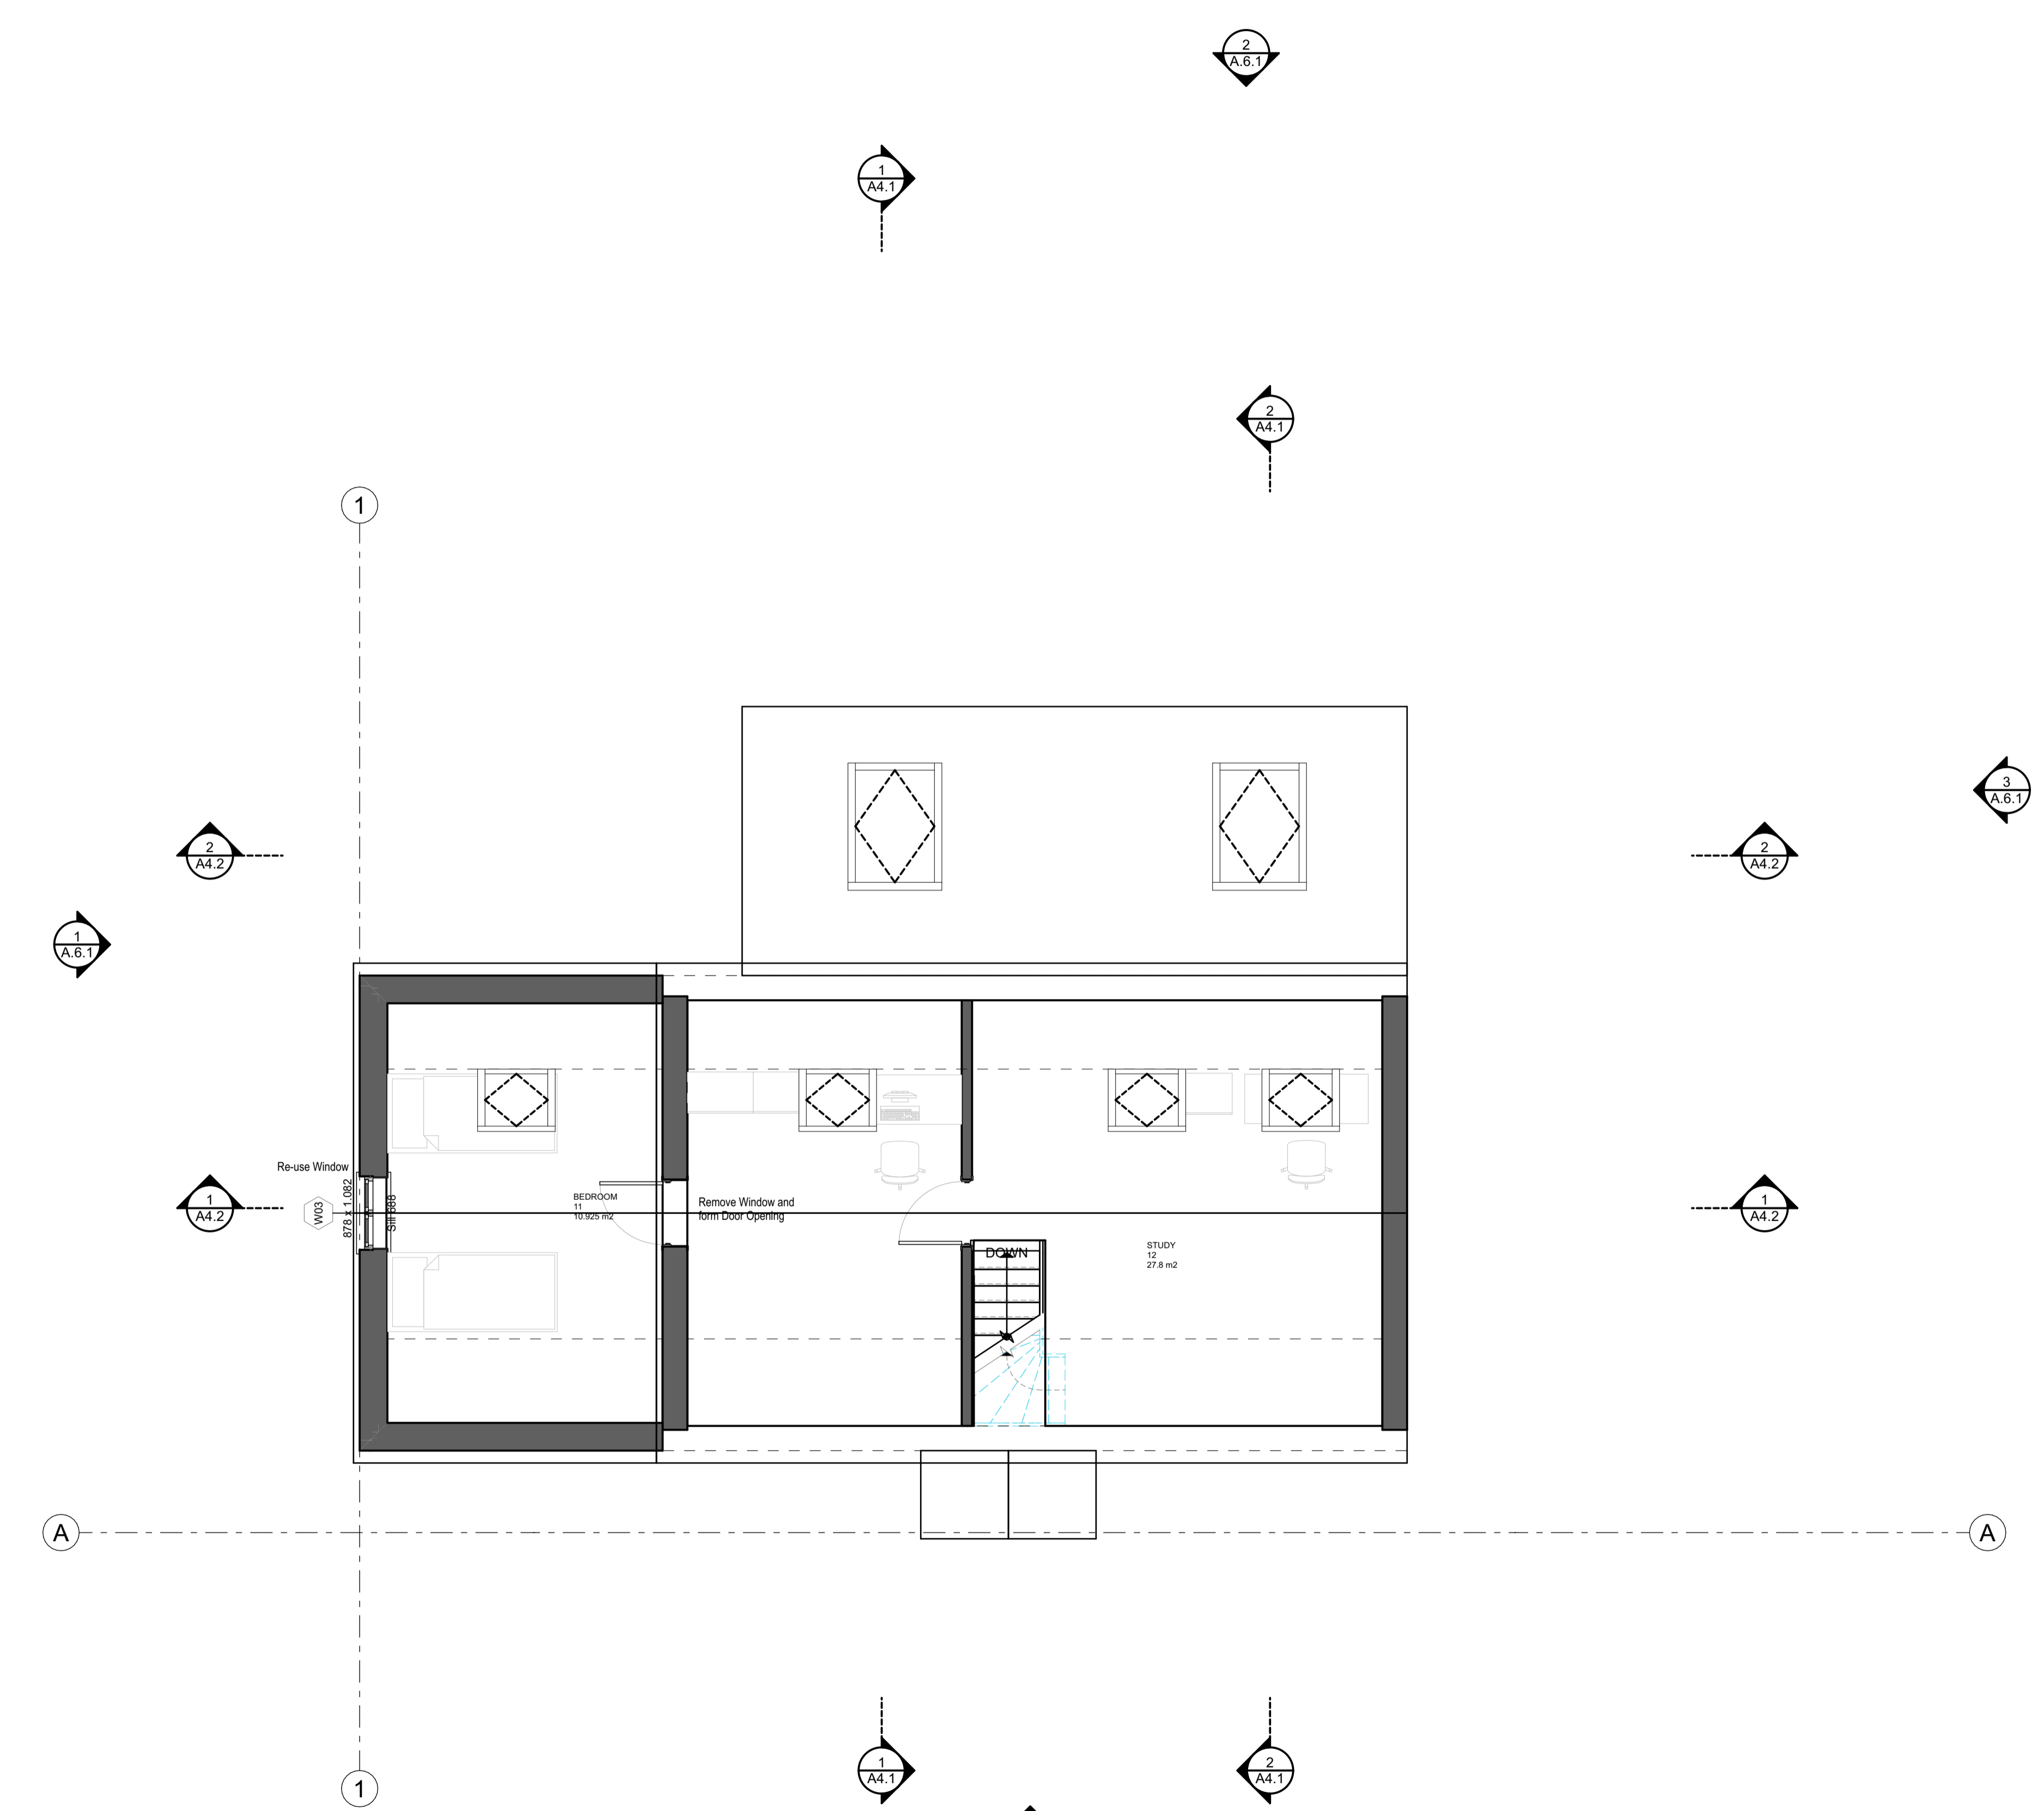 2
A.6.1
1
A4.1
2
A4.1
1
3
A.6.1
2
A4.2
2
A4.2
1
A.6.1
Re-use Window
W03
878 x 1.082
Sill 688
1
A4.2
BEDROOM
11
10.925 m2
Remove Window and
form Door Opening
1
A4.2
DOWN
STUDY
12
27.8 m2
A
A
1
A4.1
2
A4.1
1